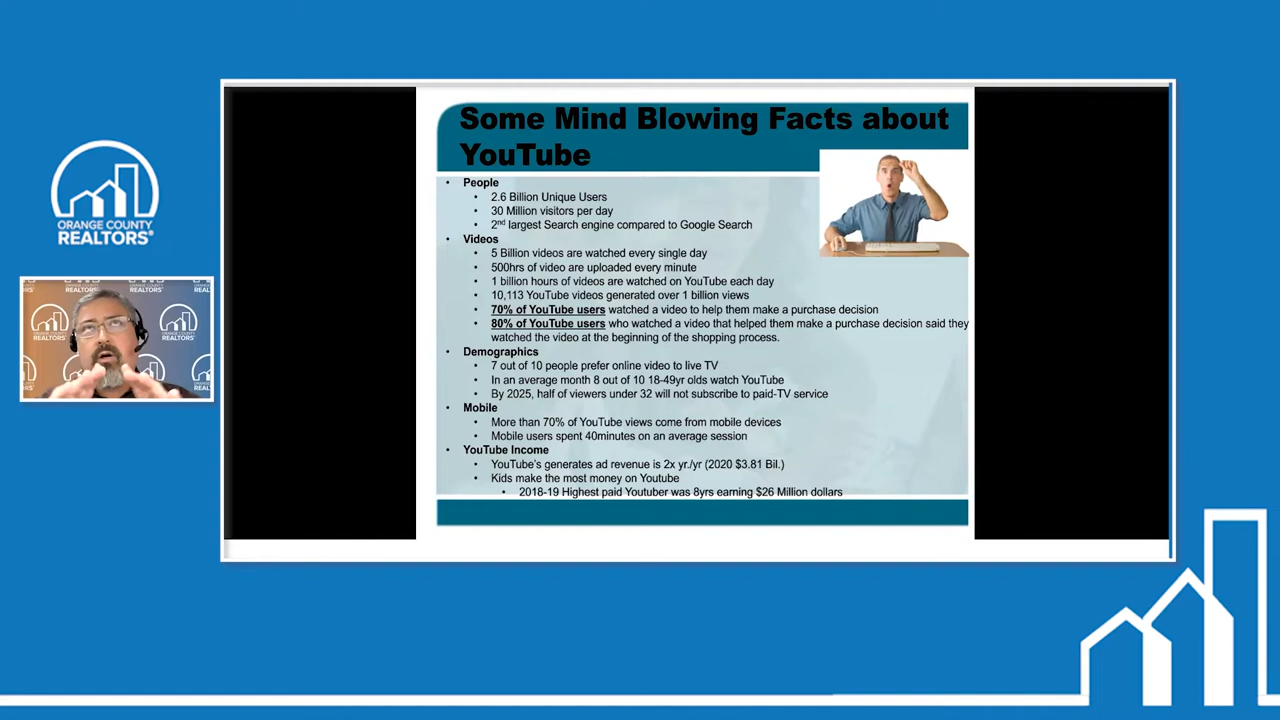 Some Mind Blowing Facts about
YouTube
• People
• 2.6 Billion Unique Users
• 30 Million visitors per day
• 2nd largest Search engine compared to Google Search
• Videos
• 5 Billion videos are watched every single day
• 500hrs of video are uploaded every minute
• 1 billion hours of videos are watched on YouTube each day
• 10,113 YouTube videos generated over 1 billion views
• 70% of YouTube users watched a video to help them make a purchase decision
• 80% of YouTube users who watched a video that helped them make a purchase decision said they
watched the video at the beginning of the shopping process.
• Demographics
• 7 out of 10 people prefer online video to live TV
• In an average month 8 out of 10 18-49yr olds watch YouTube
• By 2025, half of viewers under 32 will not subscribe to paid-TV service
• Mobile
• More than 70% of YouTube views come from mobile devices
• Mobile users spent 40minutes on an average session
• YouTube Income
• YouTube's generates ad revenue is 2x yr./yr (2020 $3.81 Bil.)
• Kids make the most money on Youtube
• 2018-19 Highest paid Youtuber was 8yrs earning $26 Million dollars
ORANGE COUNTY
REALTORS®
ORANGE COUNTY
REALTORS